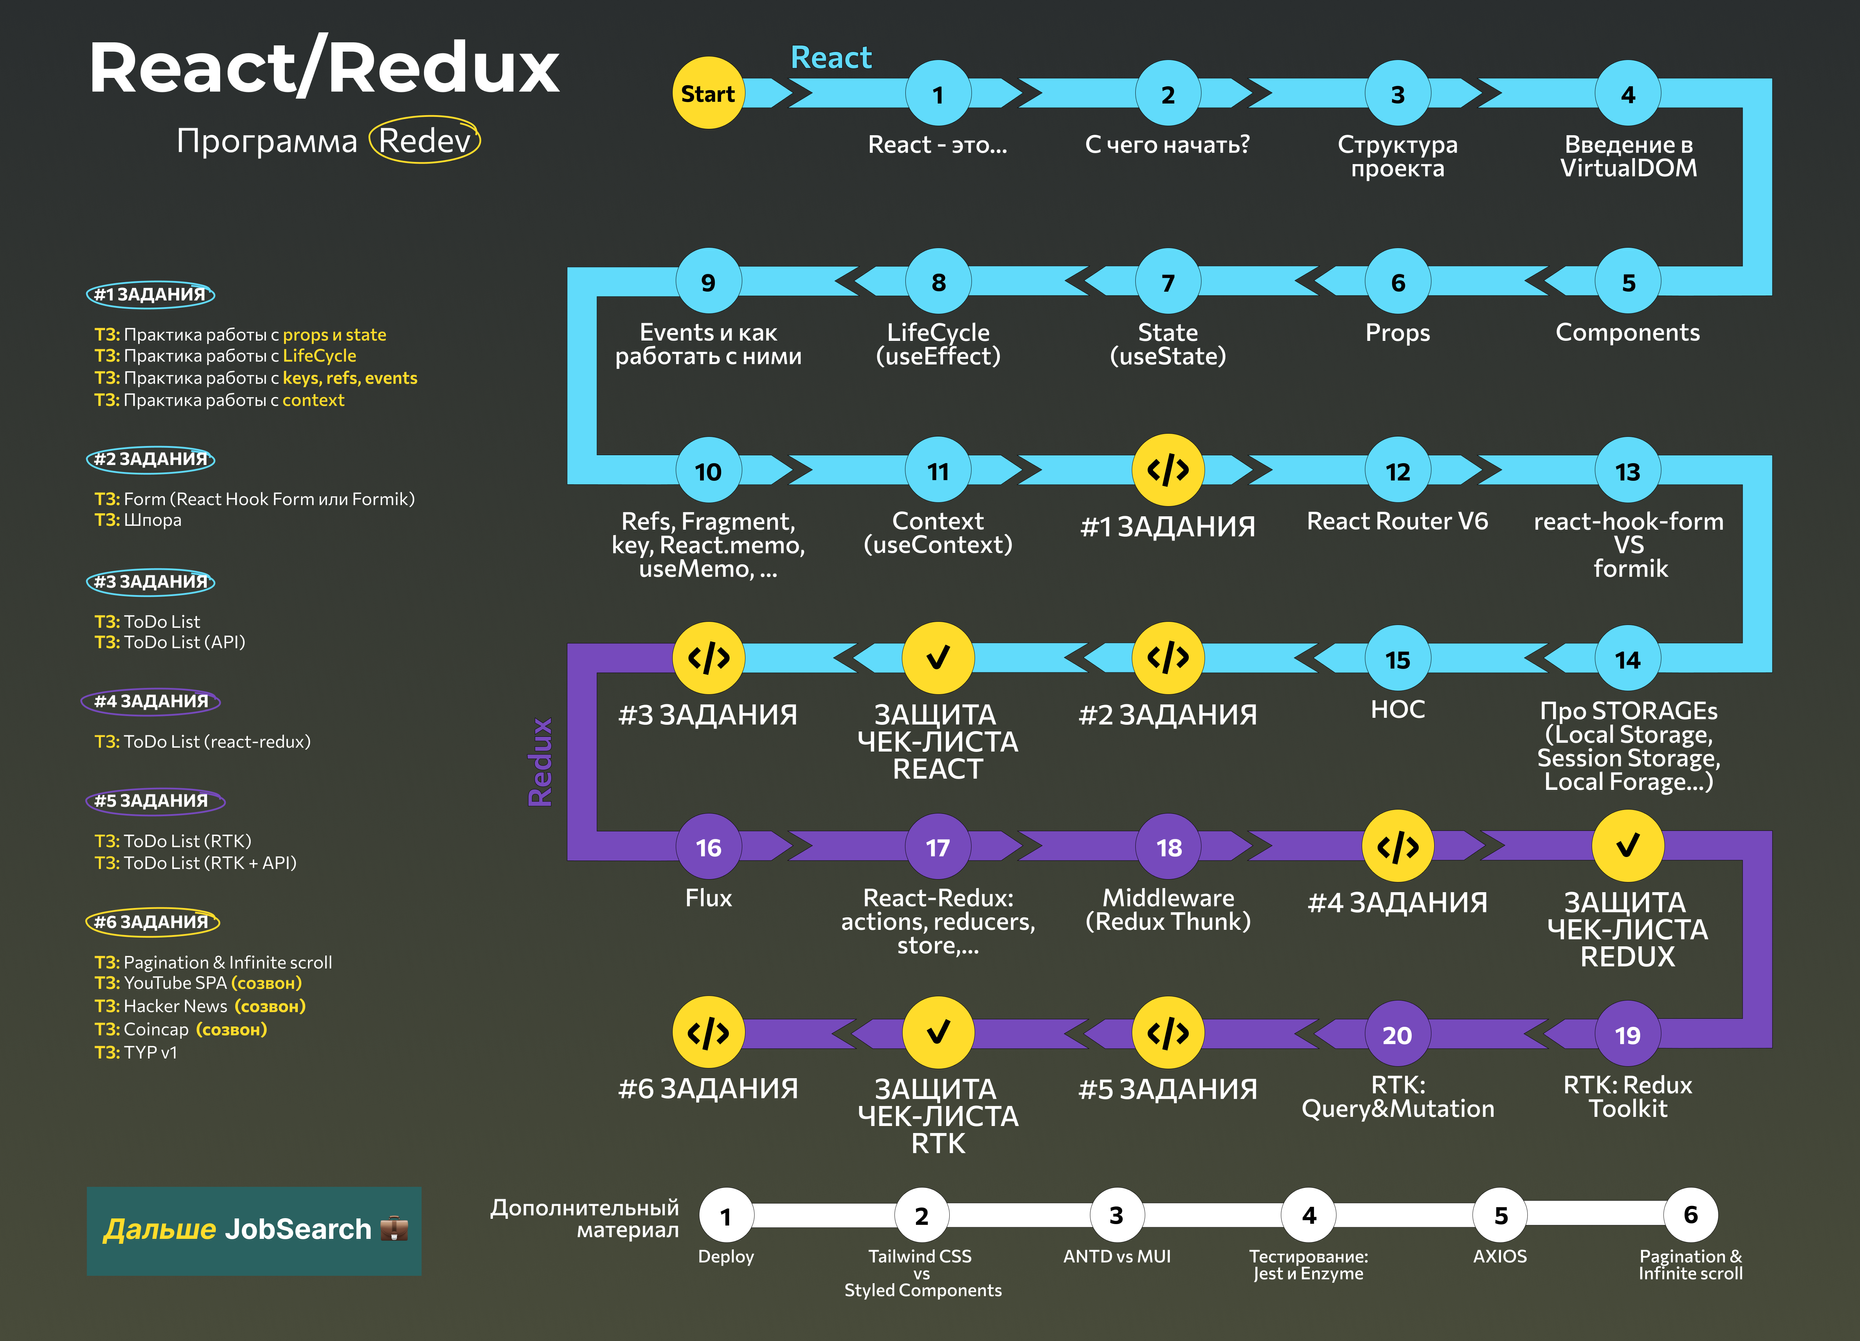 React/Redux
Программа Redev
#1 ЗАДАНИЯ
ТЗ: Практика работы с props и state
ТЗ: Практика работы с LifeCycle
ТЗ: Практика работы с keys, refs, events
ТЗ: Практика работы с context
#2 ЗАДАНИЯ
ТЗ: Form (React Hook Form или Formik)
ТЗ: Шпора
#3 ЗАДАНИЯ
ТЗ: ToDo List
ТЗ: ToDo List (API)
#4 ЗАДАНИЯ
ТЗ: ToDo List (react-redux)
#5 ЗАДАНИЯ
ТЗ: ToDo List (RTK)
ТЗ: ToDo List (RTK + API)
#6 ЗАДАНИЯ
ТЗ: Pagination & Infinite scroll
ТЗ: YouTube SPA (созвон)
ТЗ: Hacker News (созвон)
ТЗ: Coincap (созвон)
ТЗ: TYP v1
Дальше JobSearch
React
Start
1
React - это...
2
С чего начать?
3
Структура
проекта
4
Введение в
VirtualDOM
5
Components
6
Props
7
State
(useState)
8
LifeCycle
(useEffect)
9
Events и как
работать с ними
10
Refs, Fragment,
key, React.memo,
useMemo, ...
11
Context
(useContext)
</>
#1 ЗАДАНИЯ
12
React Router V6
13
react-hook-form
VS
formik
14
Про STORAGEs
(Local Storage,
Session Storage,
Local Forage...)
15
HOC
</>
#2 ЗАДАНИЯ
ЗАЩИТА
ЧЕК-ЛИСТА
REACT
</>
#3 ЗАДАНИЯ
Redux
16
Flux
17
React-Redux:
actions, reducers,
store,...
18
Middleware
(Redux Thunk)
</>
#4 ЗАДАНИЯ
ЗАЩИТА
ЧЕК-ЛИСТА
REDUX
19
RTK: Redux
Toolkit
20
RTK:
Query&Mutation
</>
#5 ЗАДАНИЯ
ЗАЩИТА
ЧЕК-ЛИСТА
RTK
</>
#6 ЗАДАНИЯ
Дополнительный
материал
1
Deploy
2
Tailwind CSS
vs
Styled Components
3
ANTD vs MUI
4
Тестирование:
Jest и Enzyme
5
AXIOS
6
Pagination &
Infinite scroll